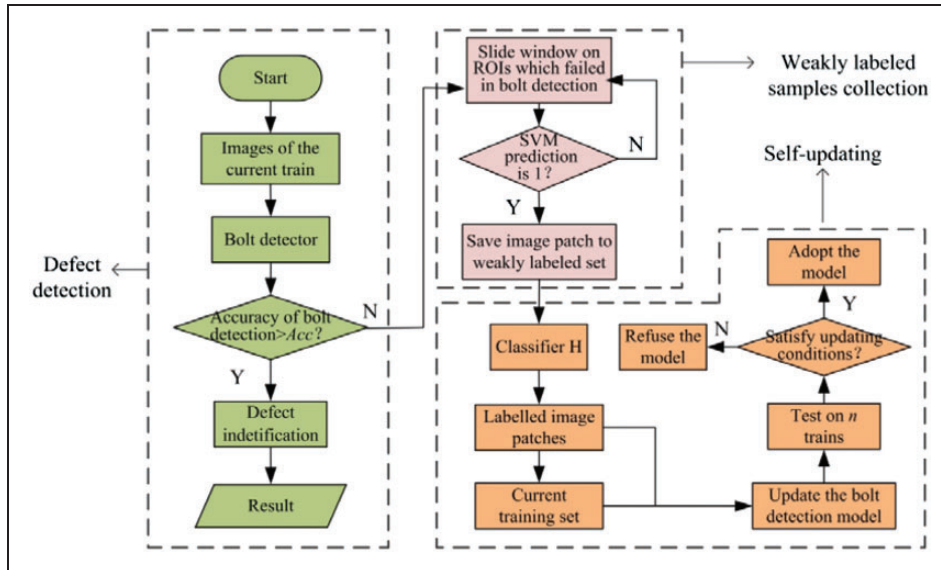 Start
Images of the
current train
Bolt detector
Accuracy of bolt
detection>Acc?
N
Y
Defect
indetification
Result
Defect
detection
Slide window on
ROIs which failed
in bolt detection
SVM
prediction
is 1?
N
Y
Save image patch to
weakly labeled set
Weakly labeled
samples collection
Self-updating
Classifier H
Labelled image
patches
Current
training set
Update the bolt
detection model
Test on n
trains
Satisfy updating
conditions?
N
Refuse the
model
Y
Adopt the
model